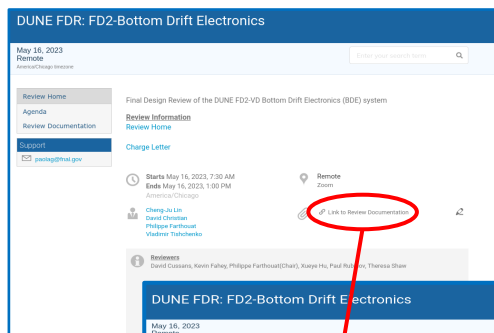 DUNE FDR: FD2-Bottom Drift Electronics
May 16, 2023
Remote
America/Chicago timezone
Enter your search term
Review Home
Agenda
Review Documentation
Support
paolag@fnal.gov
Final Design Review of the DUNE FD2-VD Bottom Drift Electronics (BDE) system
Review Information
Review Home
Charge Letter
Starts May 16, 2023, 7:30 AM
Ends May 16, 2023, 1:00 PM
America/Chicago
Remote
Zoom
Cheng-Ju Lin
David Christian
Philippe Farthouat
Vladimir Tishchenko
Link to Review Documentation
Reviewers
David Cussans, Kevin Fahey, Philippe Farthouat(Chair), Xueye Hu, Paul Theresa Shaw
DUNE FDR: FD2-Bottom Drift Electronics
May 16, 2023
Remote